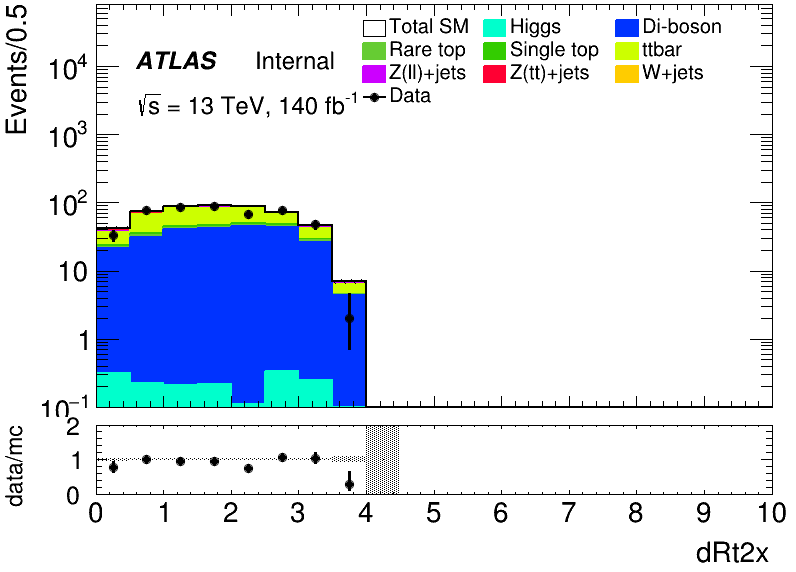 Events/0.5
ATLAS Internal
√s = 13 TeV, 140 fb⁻¹
Total SM Higgs Di-boson
Rare top Single top ttbar
Z(ll)+jets Z(tt)+jets W+jets
Data
10⁴
10³
10²
10
1
10⁻¹
data/mc
2
1
0
0 1 2 3 4 5 6 7 8 9 10
dRt2x